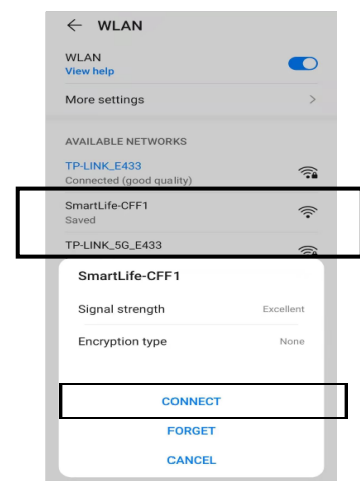 WLAN
WLAN
View help
More settings
AVAILABLE NETWORKS
TP-LINK_E433
Connected (good quality)
SmartLife-CFF1
Saved
TP-LINK_5G_E433
SmartLife-CFF1
Signal strength Excellent
Encryption type None
CONNECT
FORGET
CANCEL